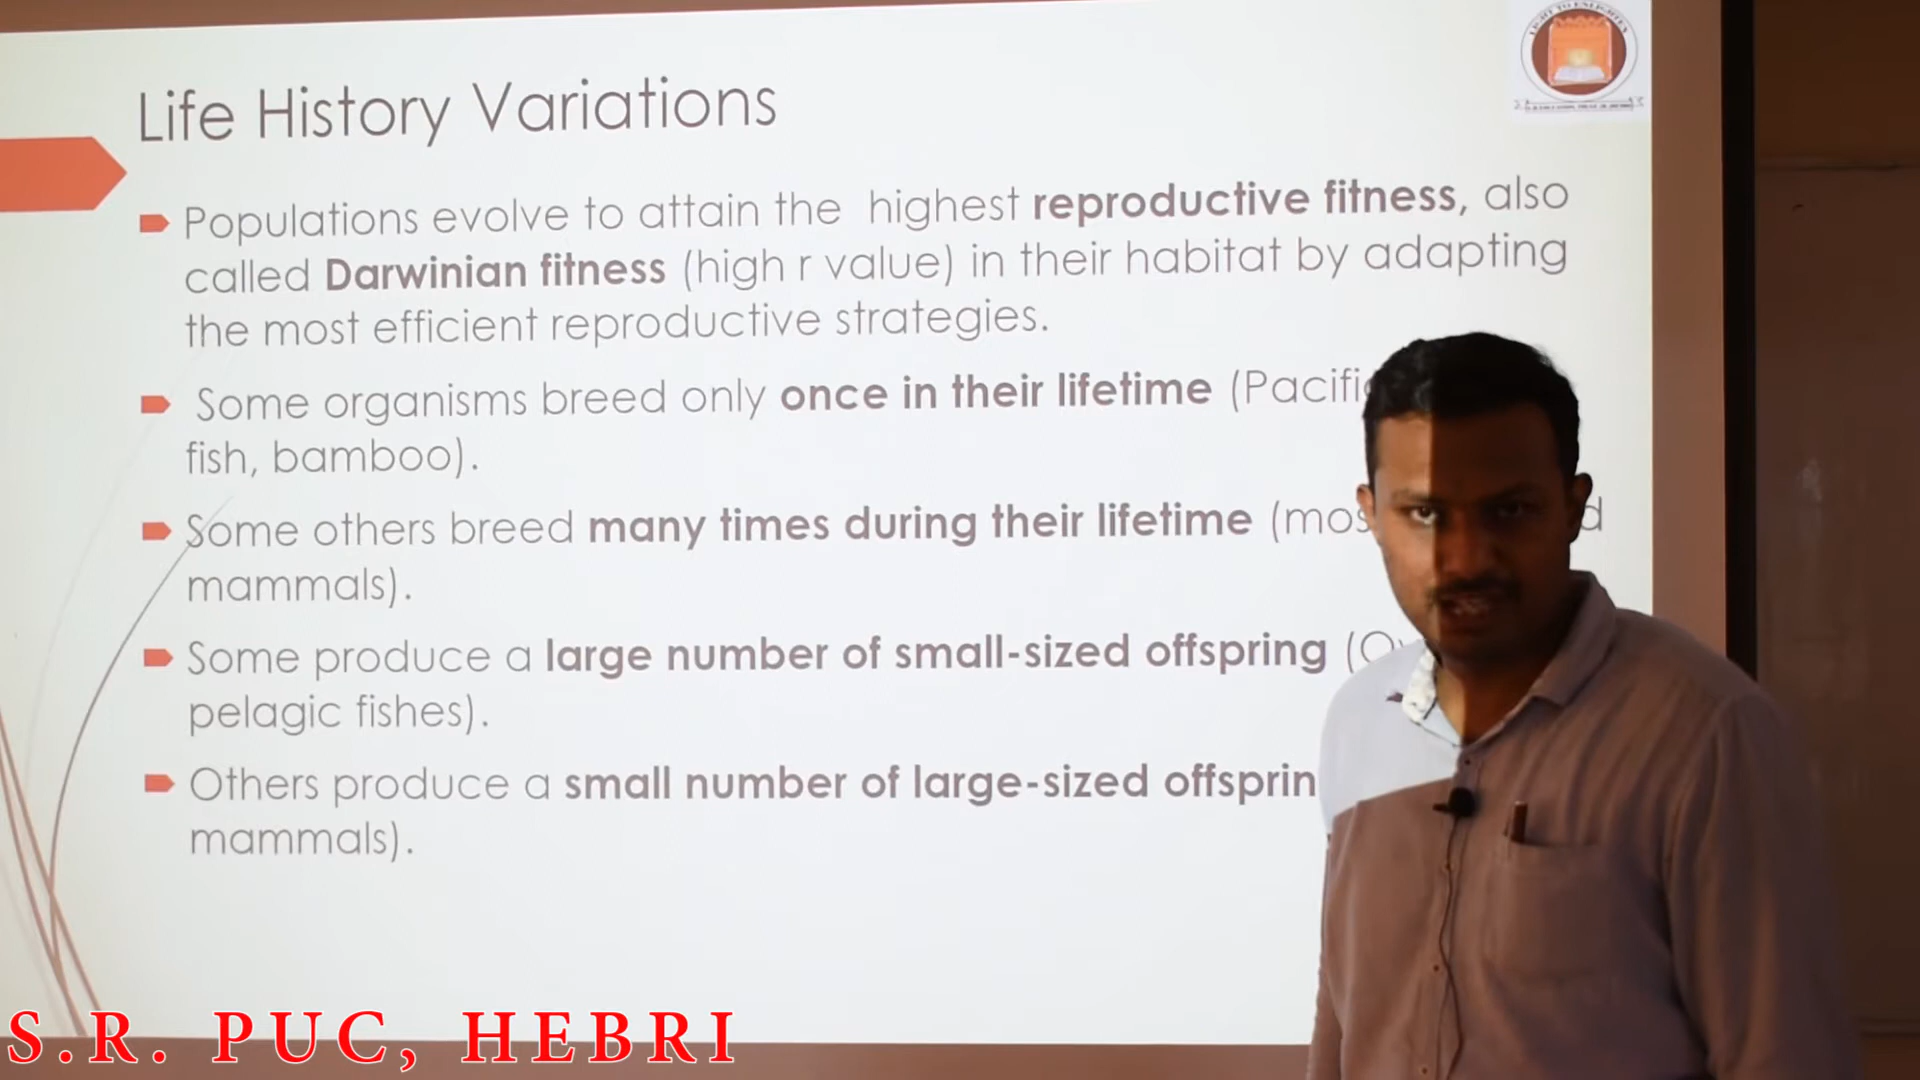 Life History Variations
Populations evolve to attain the highest reproductive fitness, also
called Darwinian fitness (high r value) in their habitat by adapting
the most efficient reproductive strategies.
Some organisms breed only once in their lifetime (Pacific
fish, bamboo).
Some others breed many times during their lifetime (mos
mammals).
Some produce a large number of small-sized offspring
pelagic fishes).
Others produce a small number of large-sized offsprin
mammals).
S.R. PUC, HEBRI